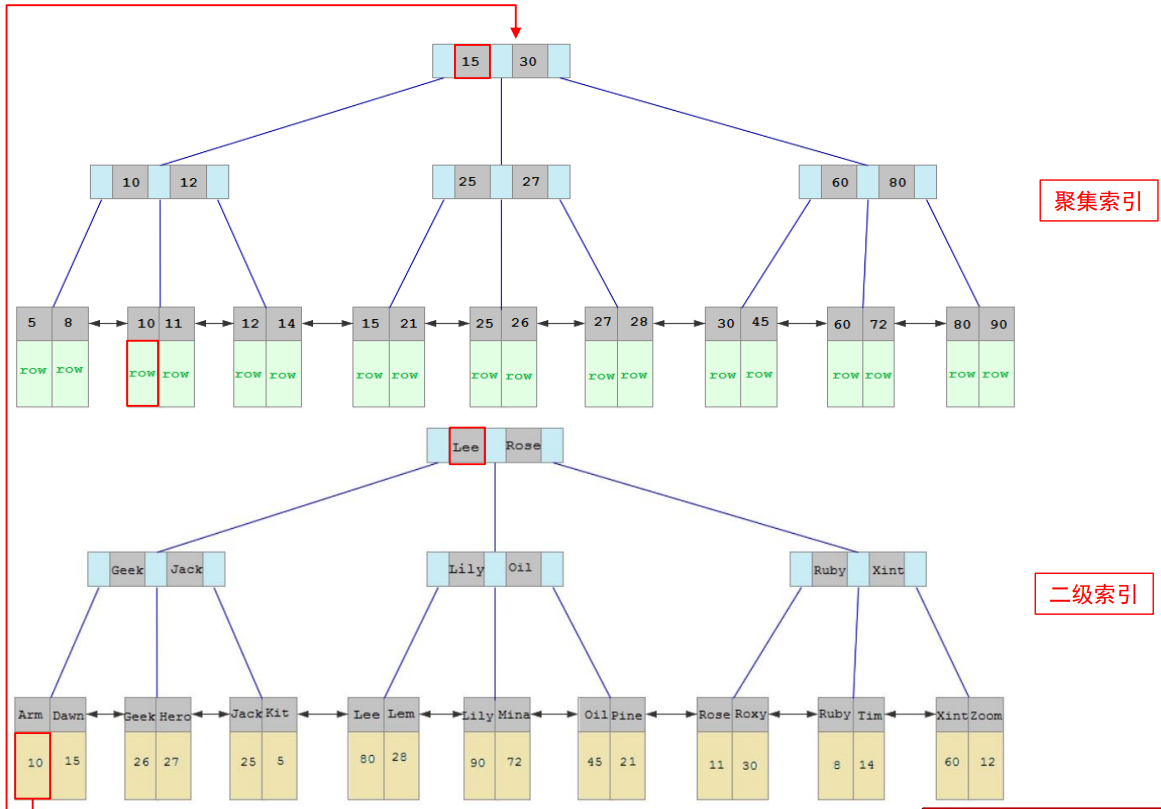 15 30
10 12 25 27 60 80
聚集索引
5 8 10 11 12 14 15 21 25 26 27 28 30 45 60 72 80 90
row row row row row row row row row row row row row row row row row row
Lee Rose
Geek Jack Lily Oil Ruby Xint
二级索引
Arm Dawn Geek Hero Jack Kit Lee Lem Lily Mina Oil Pine Rose Roxy Ruby Tim Xint Zoom
10 15 26 27 25 5 80 28 90 72 45 21 11 30 8 14 60 12